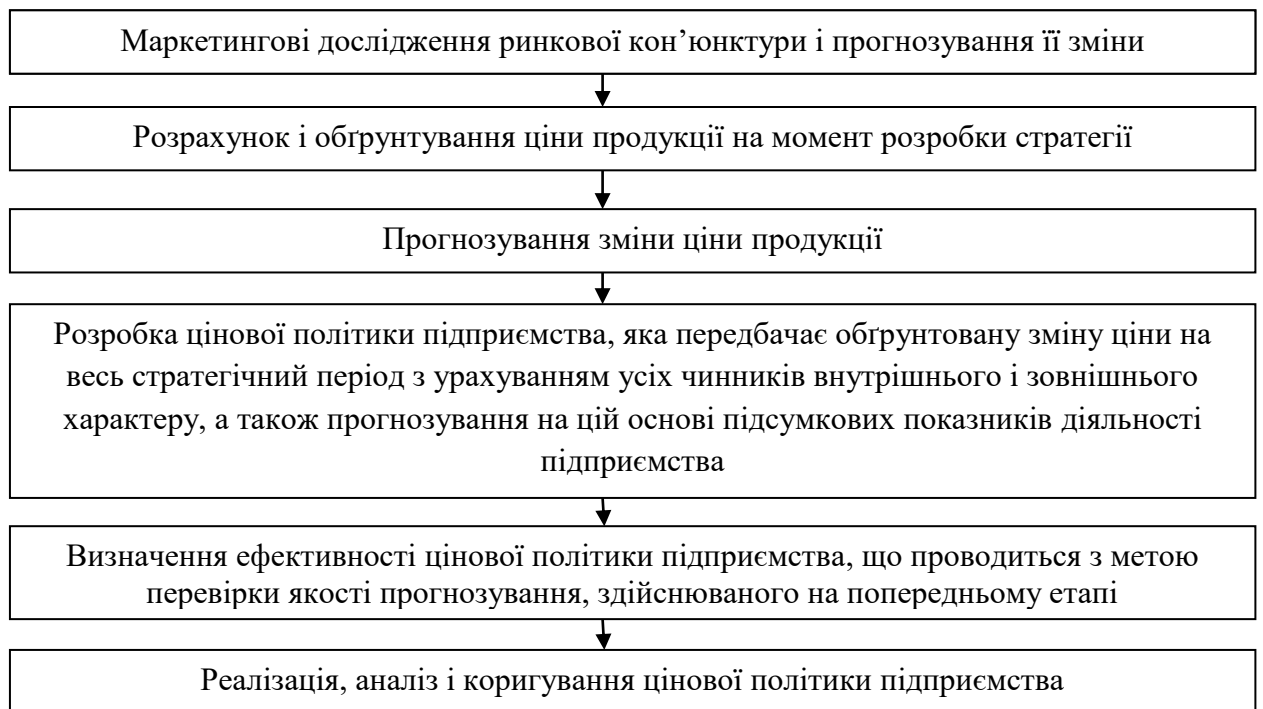 Маркетингові дослідження ринкової кон’юнктури і прогнозування її зміни
Розрахунок і обґрунтування ціни продукції на момент розробки стратегії
Прогнозування зміни ціни продукції
Розробка цінової політики підприємства, яка передбачає обґрунтовану зміну ціни на
весь стратегічний період з урахуванням усіх чинників внутрішнього і зовнішнього
характеру, а також прогнозування на цій основі підсумкових показників діяльності
підприємства
Визначення ефективності цінової політики підприємства, що проводиться з метою
перевірки якості прогнозування, здійснюваного на попередньому етапі
Реалізація, аналіз і коригування цінової політики підприємства